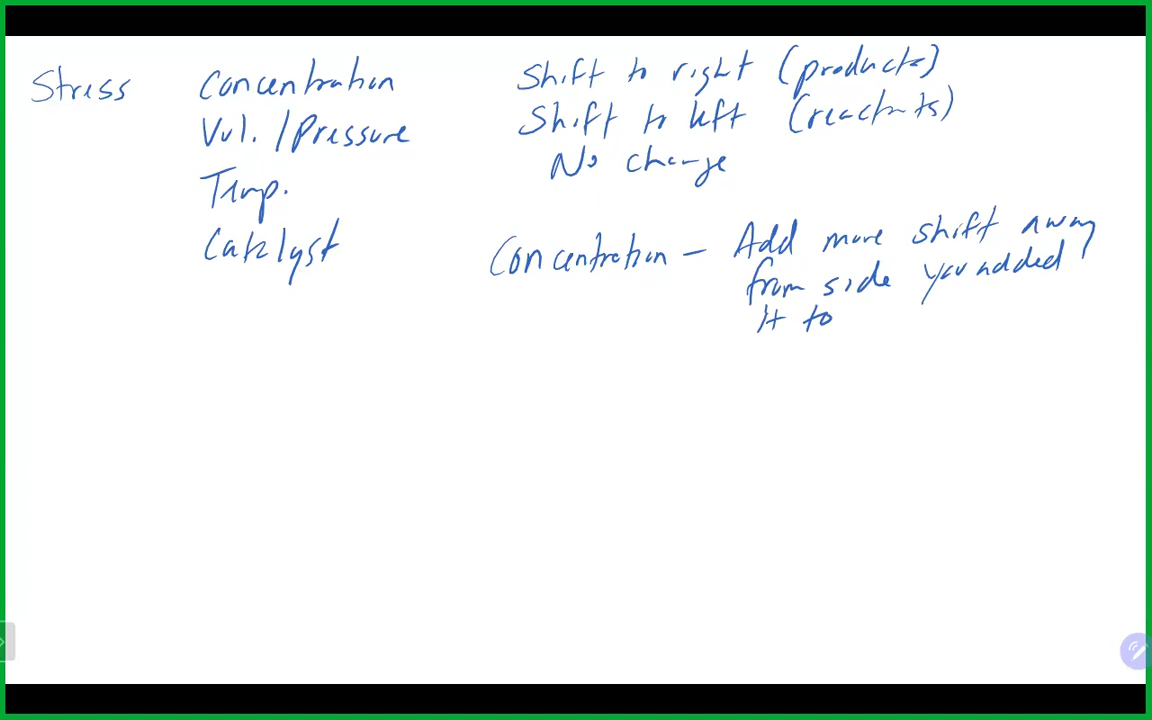 Stress Concentration Shift to right (products)
Vol. / Pressure Shift to left (reactants)
No change
Temp.
Catalyst
Concentration - Add more shift away
from side you added
it to